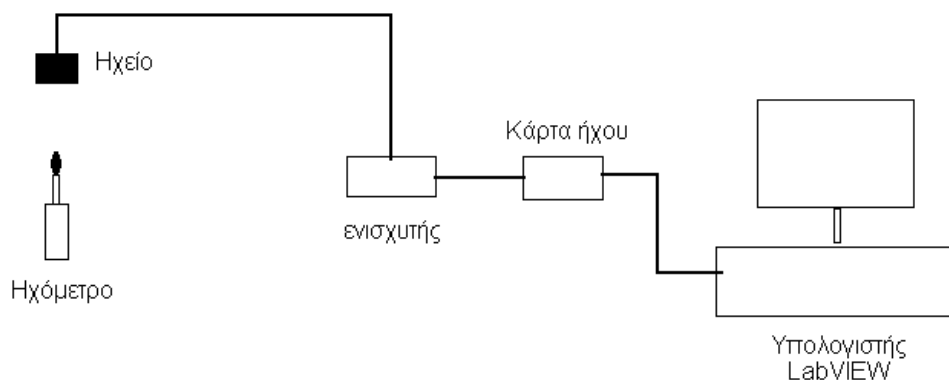 Ηχείο
Κάρτα ήχου
ενισχυτής
Ηχόμετρο
Υπολογιστής
LabVIEW